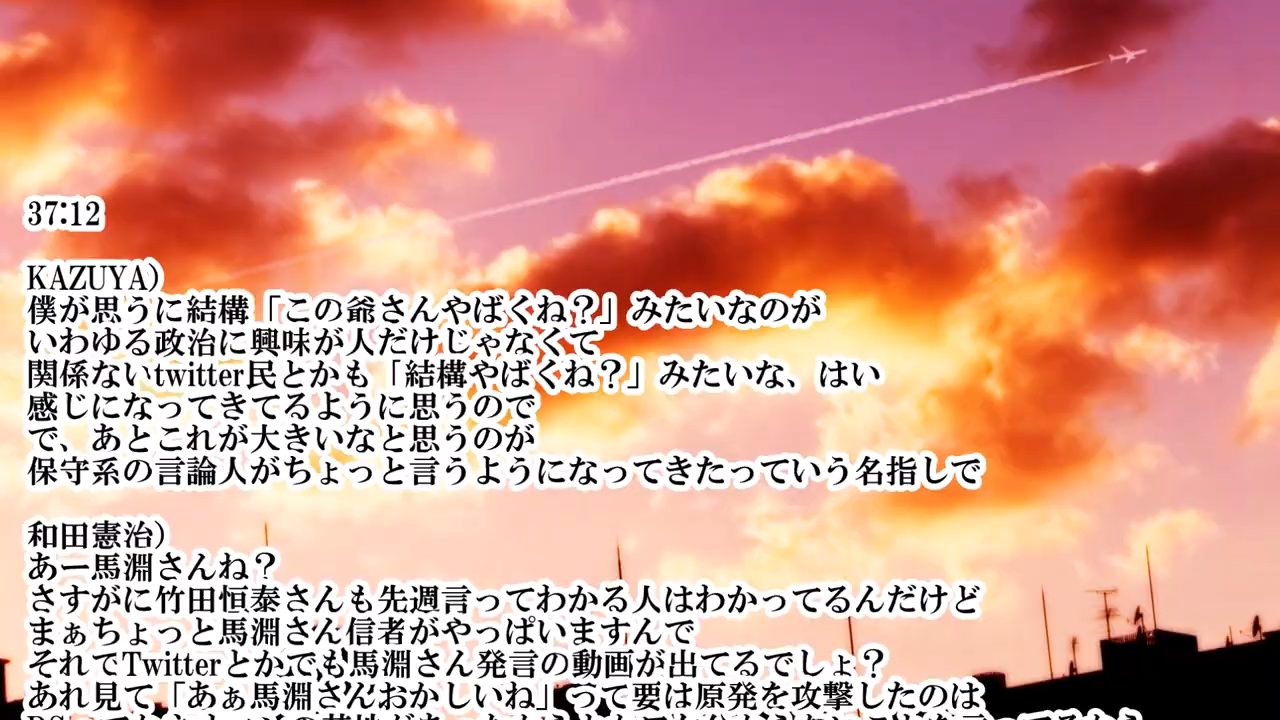 37:12
KAZUYA)
僕が思うに結構「この爺さんやばくね？」みたいなのが
いわゆる政治に興味が人だけじゃなくて
関係ないtwitter民とかも「結構やばくね？」みたいな、はい
感じになってきてるように思うので
で、あとこれが大きいなと思うのが
保守系の言論人がちょっと言うようになってきたっていう名指しで
和田憲治)
あー馬淵さんね？
さすがに竹田恒泰さんも先週言ってわかる人はわかってるんだけど
まぁちょっと馬淵さん信者がやっぱいますんで
それでTwitterとかでも馬淵さん発言の動画が出てるでしょ？
あれ見て「あぁ馬淵さんおかしいね」って要は原発を攻撃したのは